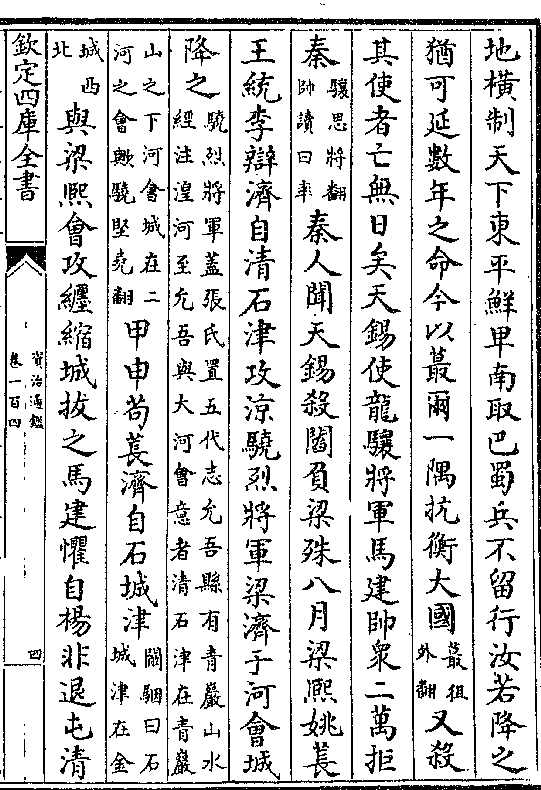 地橫制天下東平鮮卑南取巴蜀兵不留行汝若降之
猶可延數年之命今以蕞爾一隅抗衡大國蕞徂外翻又殺
其使者亡無日矣天錫使龍驤將軍馬建帥衆二萬拒
秦驤思將翻帥讀曰率秦人聞天錫殺閻負梁殊八月梁熙姚萇
王統李辯濟自清石津攻涼驍烈將軍梁濟于河會城
降之驍烈將軍蓋張氏置五代志允吾縣有青巖山水經注湟河至允吾與大河會意者清石津在青巖
山之下河會城在二河之會歟驍堅堯翻甲申苟萇濟自石城津闞駰曰石城津在金
城西北與梁熙會攻纏縮城拔之馬建懼自楊非退屯清
欽定四庫全書
資治通鑑
卷一百四
四